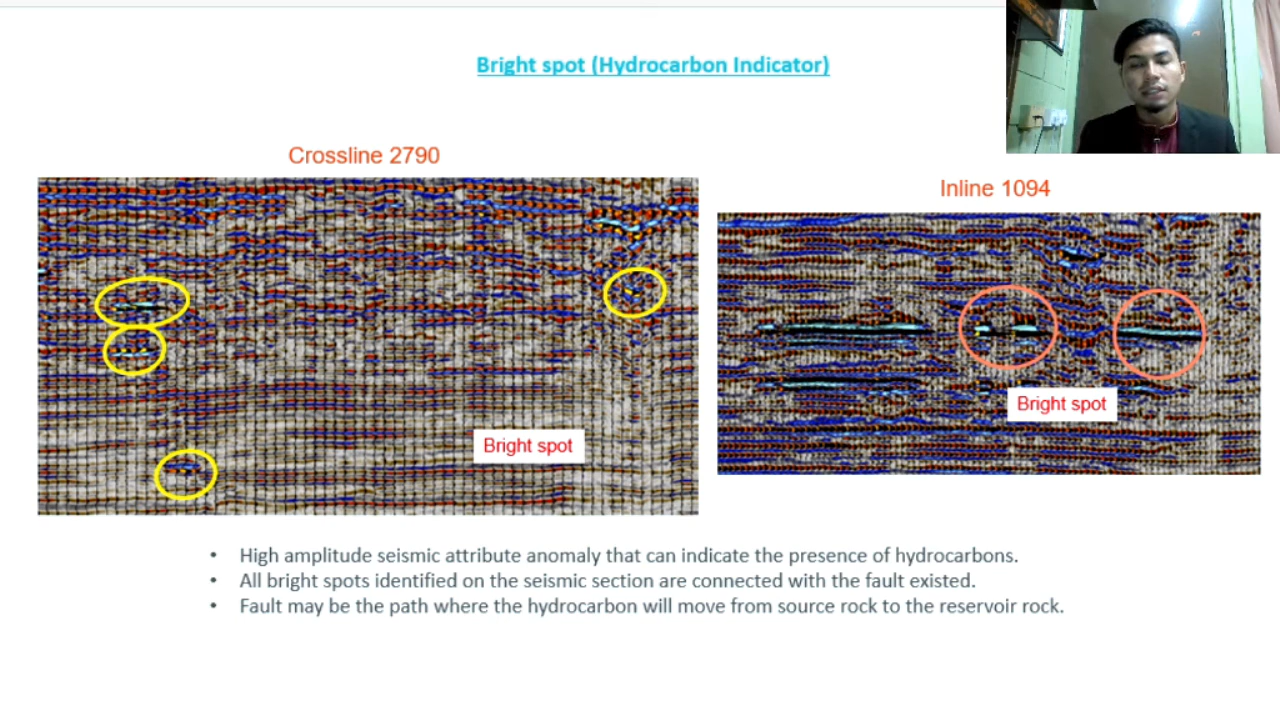 Bright spot (Hydrocarbon Indicator)
Crossline 2790
Inline 1094
Bright spot
Bright spot
• High amplitude seismic attribute anomaly that can indicate the presence of hydrocarbons.
• All bright spots identified on the seismic section are connected with the fault existed.
• Fault may be the path where the hydrocarbon will move from source rock to the reservoir rock.